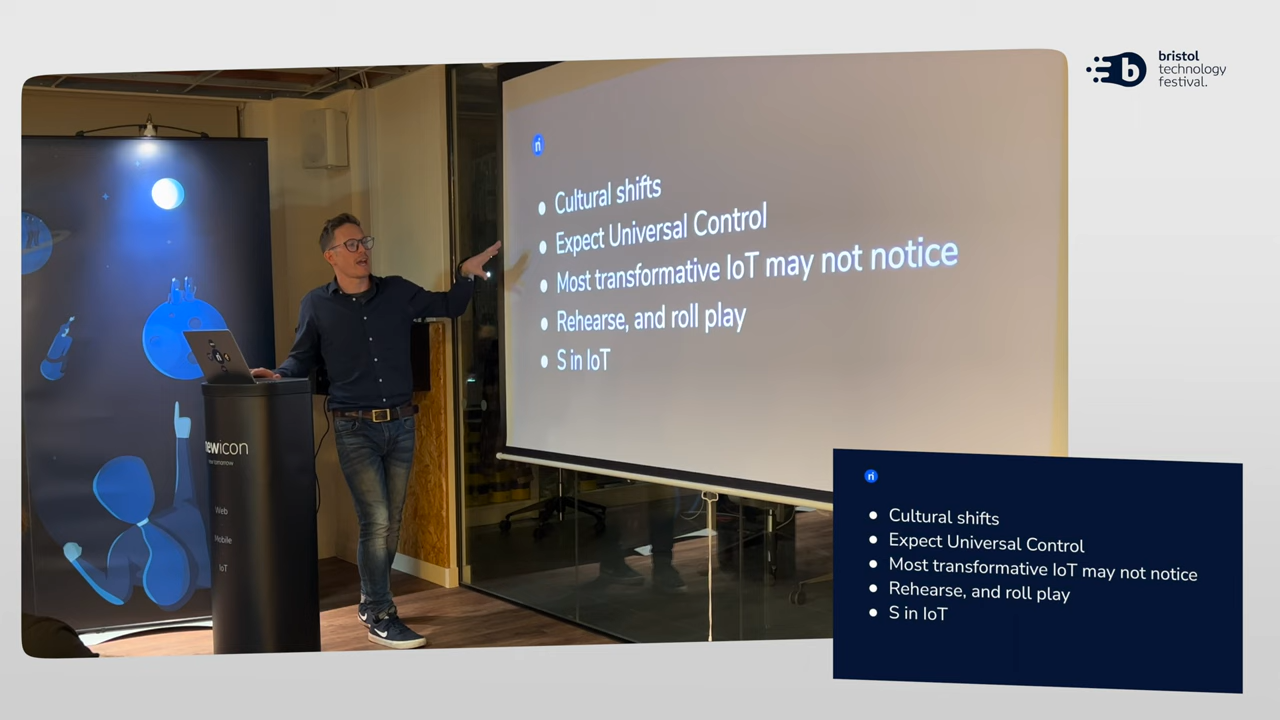 bristol
technology
festival.
b
n
Cultural shifts
Expect Universal Control
Most transformative IoT may not notice
Rehearse, and roll play
S in IoT
ewicon
Web
Mobile
IoT
n
Cultural shifts
Expect Universal Control
Most transformative IoT may not notice
Rehearse, and roll play
S in IoT